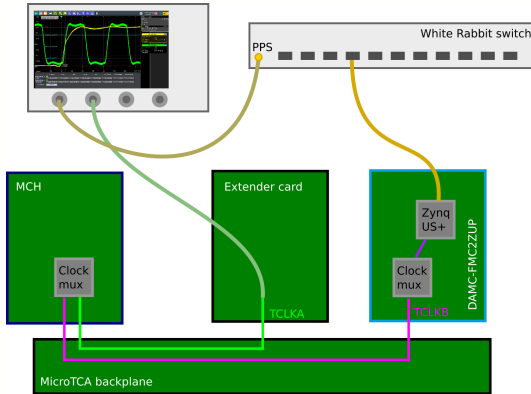 White Rabbit switch
PPS
MCH
Extender card
Zynq
US+
DAMC-FMC2ZUP
Clock
mux
Clock
mux
TCLKA
TCLKB
MicroTCA backplane